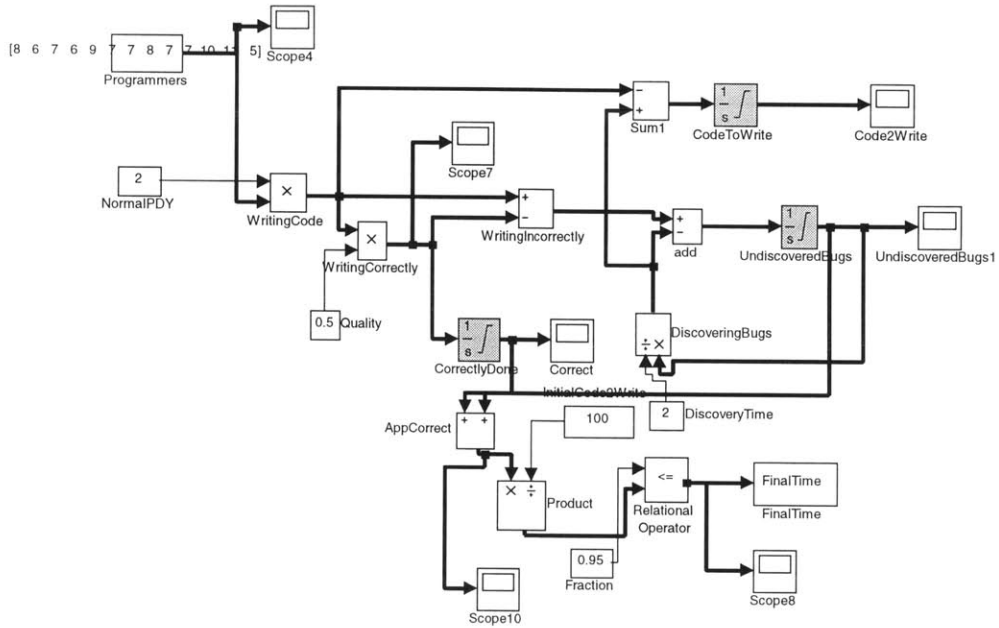 Scope4
[8 6 7 6 9 7 7 8 7 7 10 11 5]
Programmers
2
NormalPDY
×
WritingCode
Scope7
−
+
Sum1
1
s
CodeToWrite
Code2Write
+
−
WritingIncorrectly
×
WritingCorrectly
0.5 Quality
+
−
add
1
s
UndiscoveredBugs
UndiscoveredBugs1
÷ ×
DiscoveringBugs
1
s
CorrectlyDone
Correct
2 DiscoveryTime
InitialCode2Write
100
AppCorrect
+ +
× ÷
Product
<=
Relational
Operator
FinalTime
FinalTime
0.95
Fraction
Scope10
Scope8